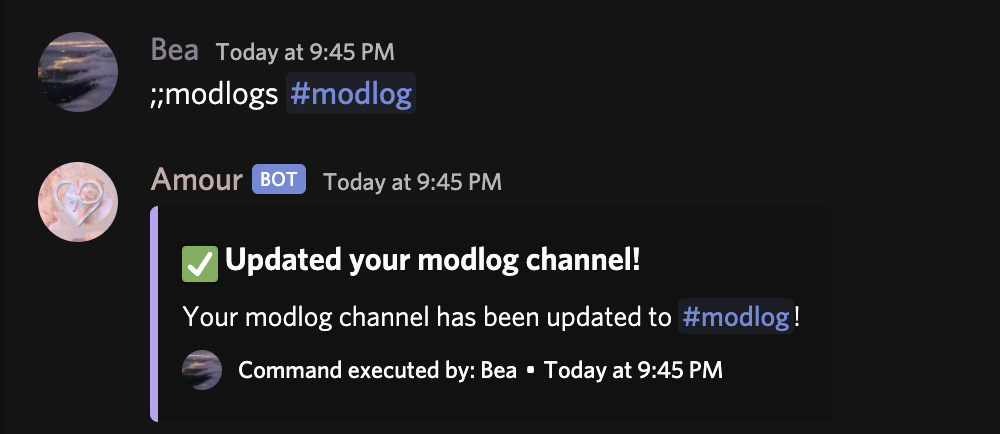 Bea Today at 9:45 PM
;;modlogs #modlog
Amour BOT Today at 9:45 PM
✅ Updated your modlog channel!
Your modlog channel has been updated to #modlog!
Command executed by: Bea • Today at 9:45 PM